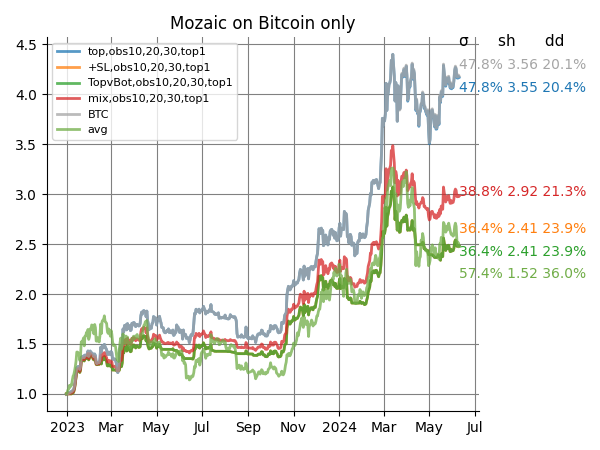 Mozaic on Bitcoin only
σ sh dd
4.5
4.0
3.5
3.0
2.5
2.0
1.5
1.0
top,obs10,20,30,top1
+SL,obs10,20,30,top1
TopvBot,obs10,20,30,top1
mix,obs10,20,30,top1
BTC
avg
47.8% 3.56 20.1%
47.8% 3.55 20.4%
38.8% 2.92 21.3%
36.4% 2.41 23.9%
36.4% 2.41 23.9%
57.4% 1.52 36.0%
2023 Mar May Jul Sep Nov 2024 Mar May Jul